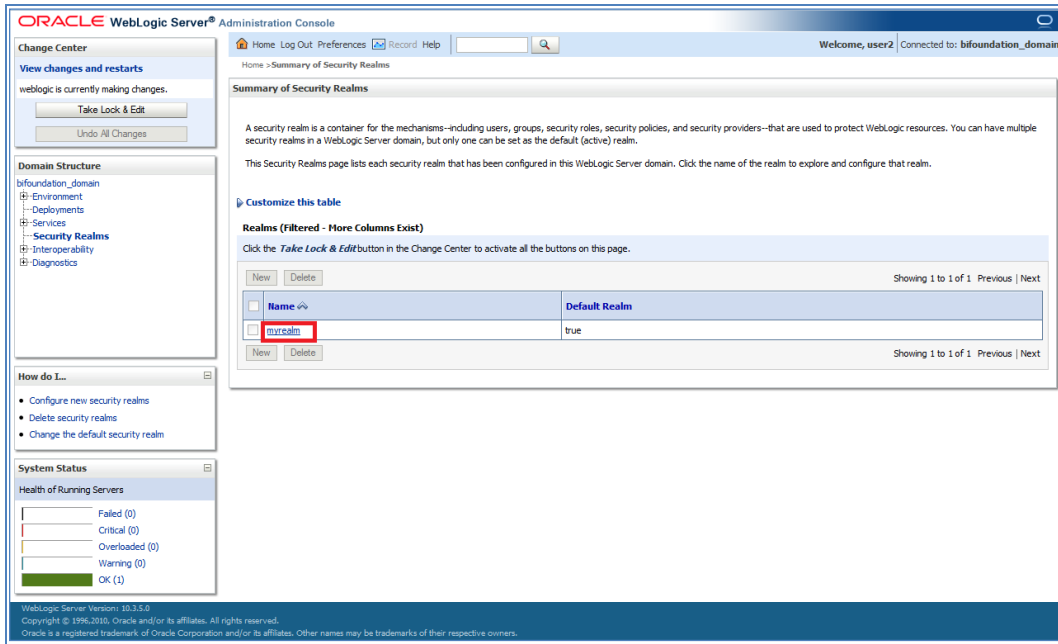 ORACLE WebLogic Server® Administration Console
Change Center
View changes and restarts
weblogic is currently making changes.
Take Lock & Edit
Undo All Changes
Domain Structure
bifoundation_domain
Environment
Deployments
Services
Security Realms
Interoperability
Diagnostics
How do I...
Configure new security realms
Delete security realms
Change the default security realm
System Status
Health of Running Servers
Failed (0)
Critical (0)
Overloaded (0)
Warning (0)
OK (1)
Home Log Out Preferences Record Help
Welcome, user2 Connected to: bifoundation_domain
Home >Summary of Security Realms
Summary of Security Realms
A security realm is a container for the mechanisms--including users, groups, security roles, security policies, and security providers--that are used to protect WebLogic resources. You can have multiple
security realms in a WebLogic Server domain, but only one can be set as the default (active) realm.
This Security Realms page lists each security realm that has been configured in this WebLogic Server domain. Click the name of the realm to explore and configure that realm.
Customize this table
Realms (Filtered - More Columns Exist)
Click the Take Lock & Edit button in the Change Center to activate all the buttons on this page.
New Delete Showing 1 to 1 of 1 Previous | Next
Name Default Realm
myrealm true
New Delete Showing 1 to 1 of 1 Previous | Next
WebLogic Server Version: 10.3.5.0
Copyright © 1996,2010, Oracle and/or its affiliates. All rights reserved.
Oracle is a registered trademark of Oracle Corporation and/or its affiliates. Other names may be trademarks of their respective owners.